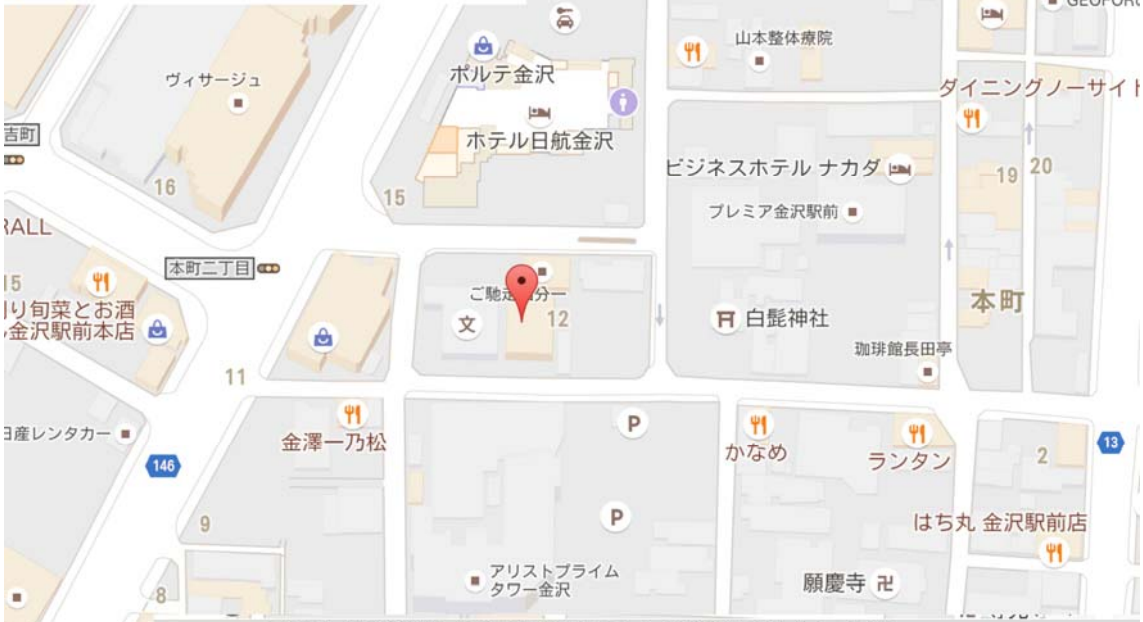 ヴィサージュ
ポルテ金沢
ホテル日航金沢
山本整体療院
ダイニングノーサイト
吉町
16
15
ビジネスホテル ナカダ
19
20
プレミア金沢駅前
RALL
本町二丁目
15
り旬菜とお酒
金沢駅前本店
文
12
白髭神社
本町
珈琲館長田亭
11
日産レンタカー
146
金澤一乃松
P
かなめ
ランタン
2
13
9
P
はち丸 金沢駅前店
アリストプライム
タワー金沢
願慶寺
卍
8